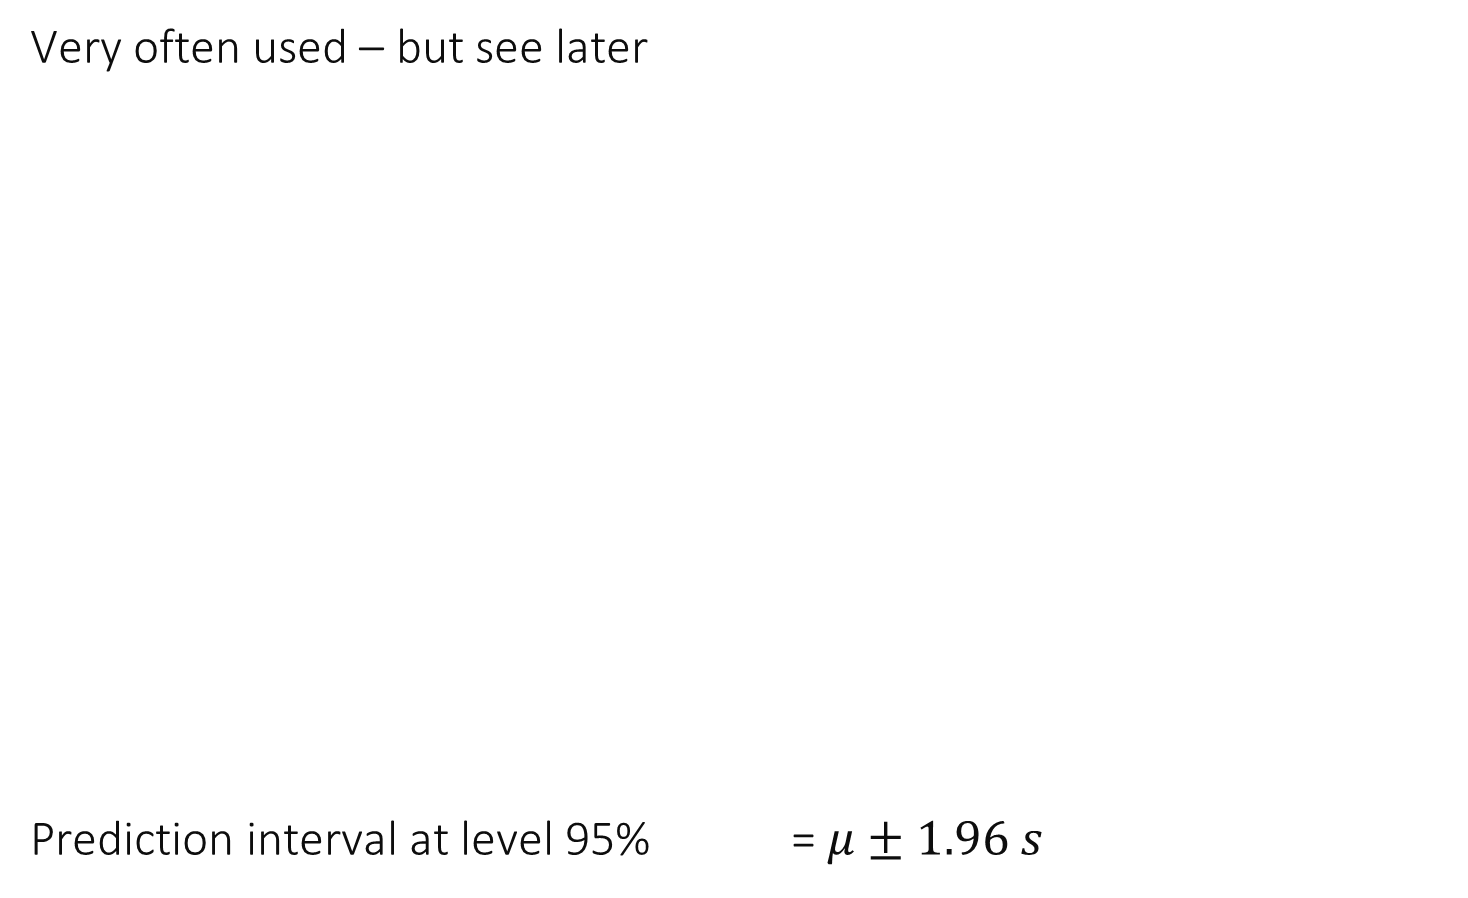 Very often used – but see later
Prediction interval at level 95% = μ ± 1.96 s